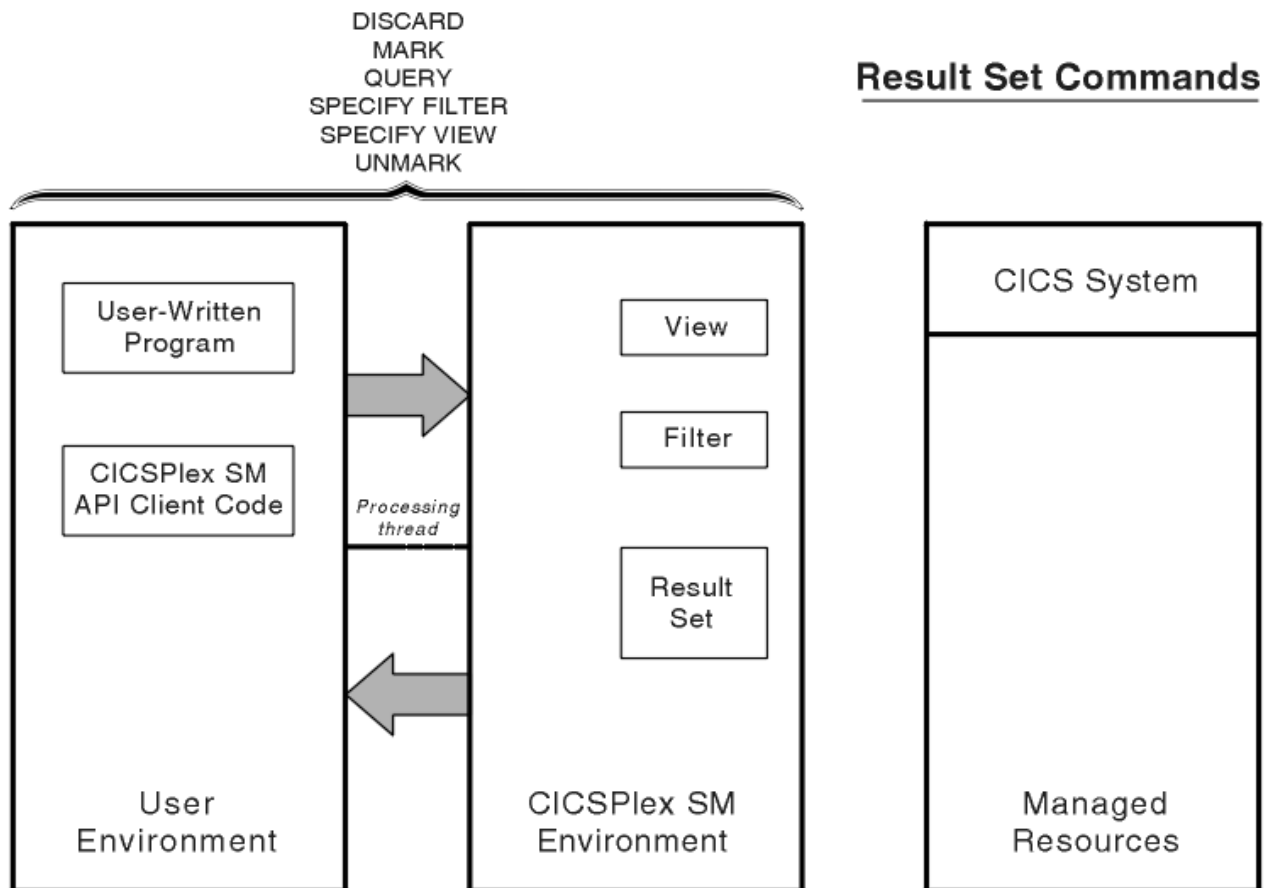 DISCARD
MARK
QUERY
SPECIFY FILTER
SPECIFY VIEW
UNMARK
Result Set Commands
User-Written
Program
CICSPlex SM
API Client Code
Processing
thread
User
Environment
View
Filter
Result
Set
CICSPlex SM
Environment
CICS System
Managed
Resources